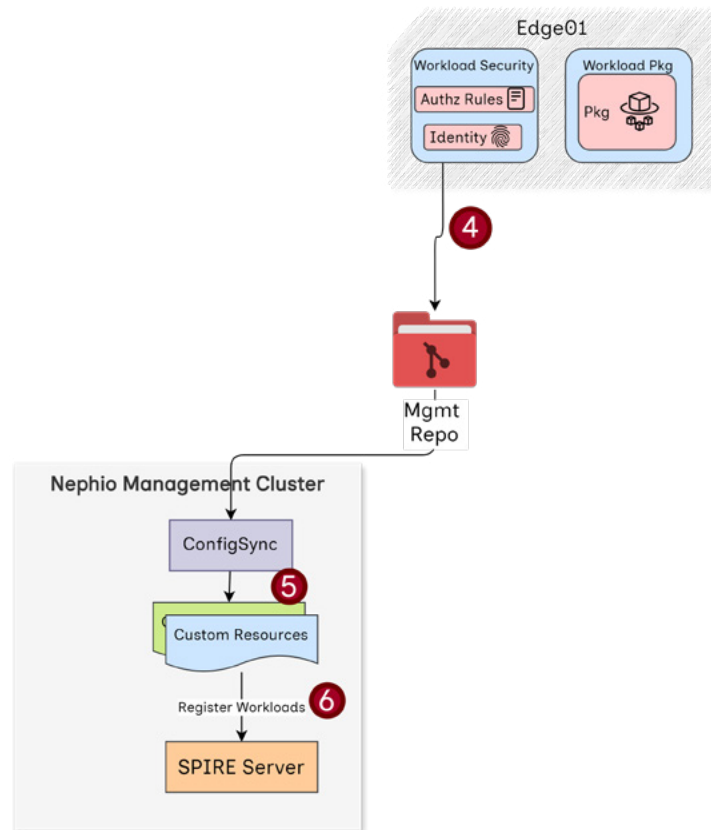 Edge01
Workload Security
Authz Rules
Identity
Workload Pkg
Pkg
4
Mgmt
Repo
Nephio Management Cluster
ConfigSync
5
Custom Resources
Register Workloads
6
SPIRE Server